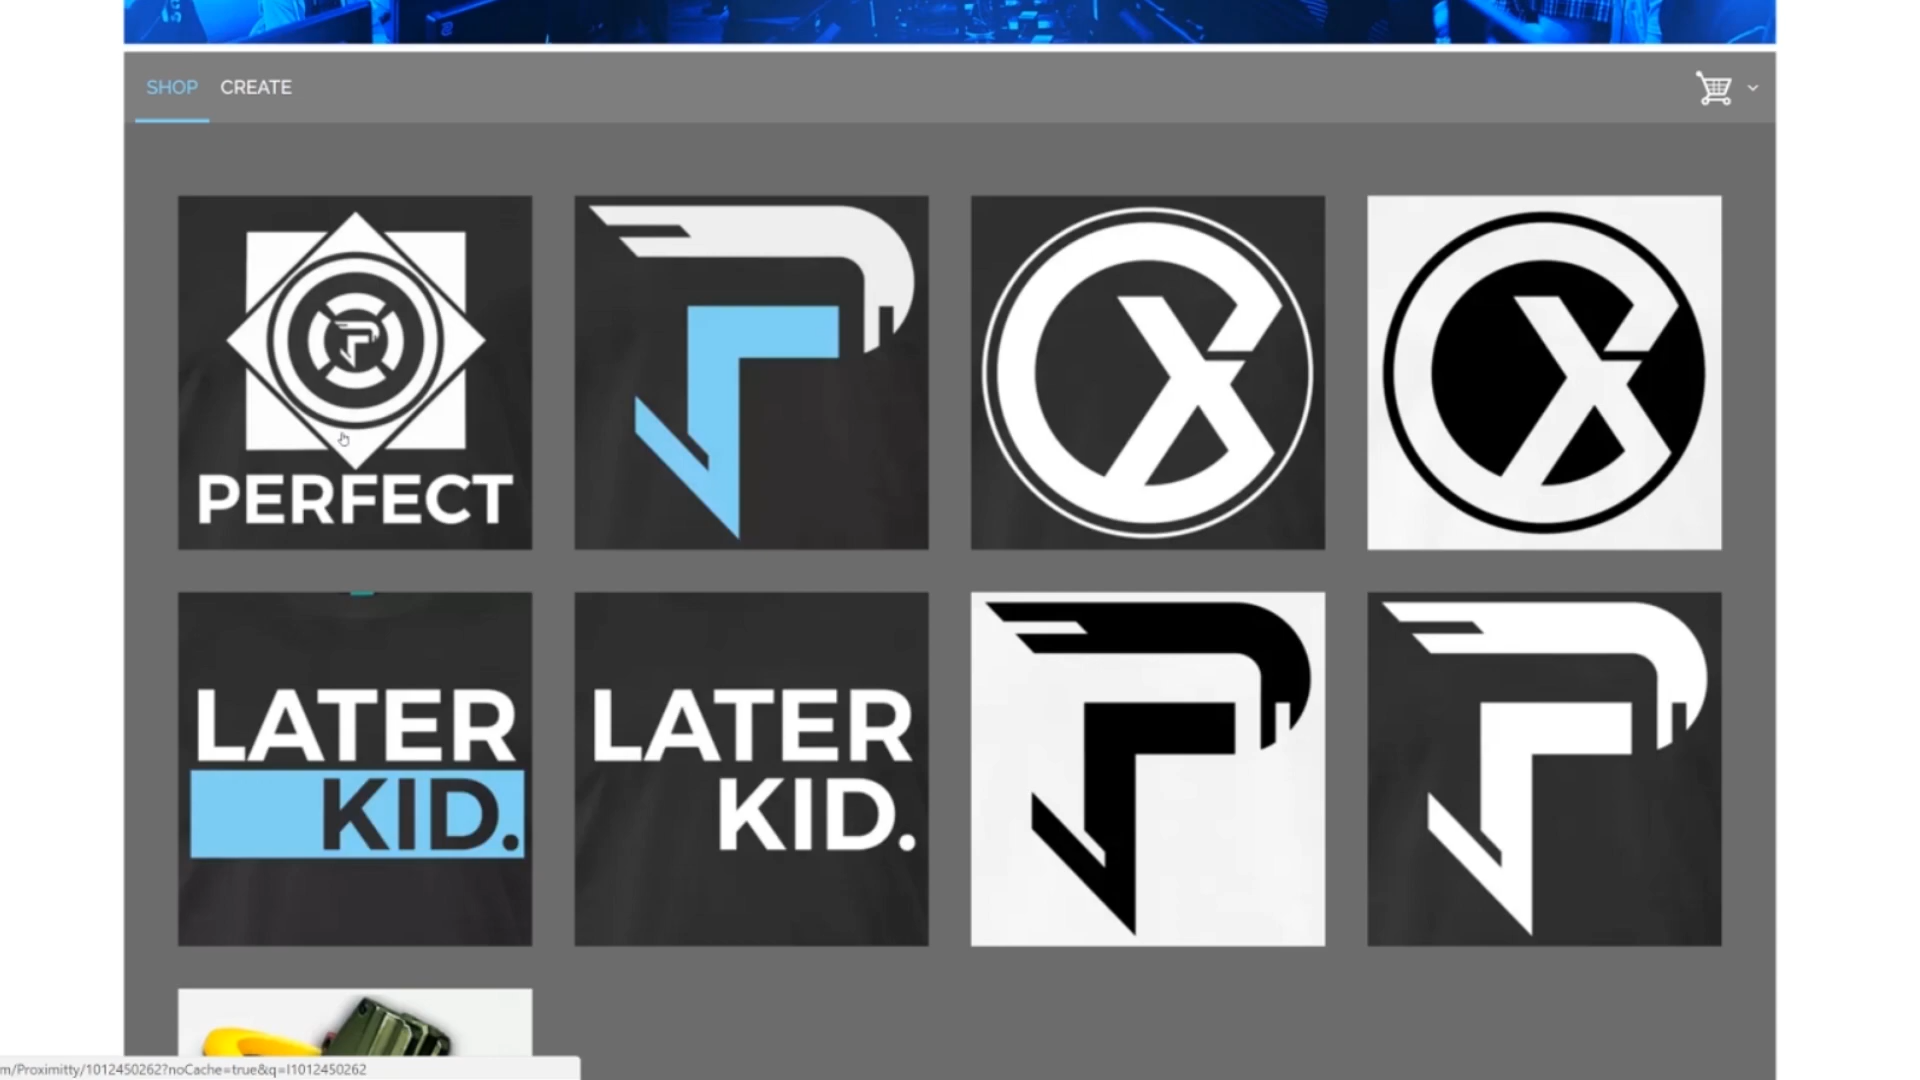 SHOP CREATE
PERFECT
LATER
KID.
LATER
KID.
m/Proximitty/1012450262?noCache=true&q=I1012450262